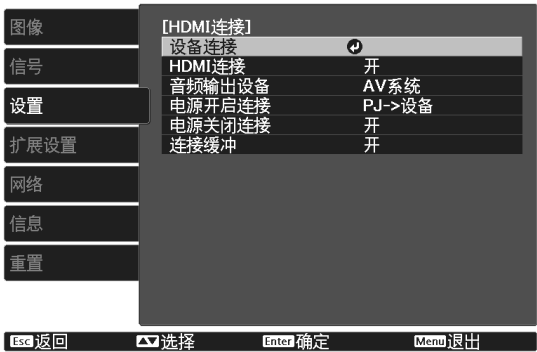 图像
信号
设置
扩展设置
网络
信息
重置
[HDMI连接]
设备连接
HDMI连接 开
音频输出设备 AV系统
电源开启连接 PJ->设备
电源关闭连接 开
连接缓冲 开
Esc返回 选择 Enter确定 Menu退出